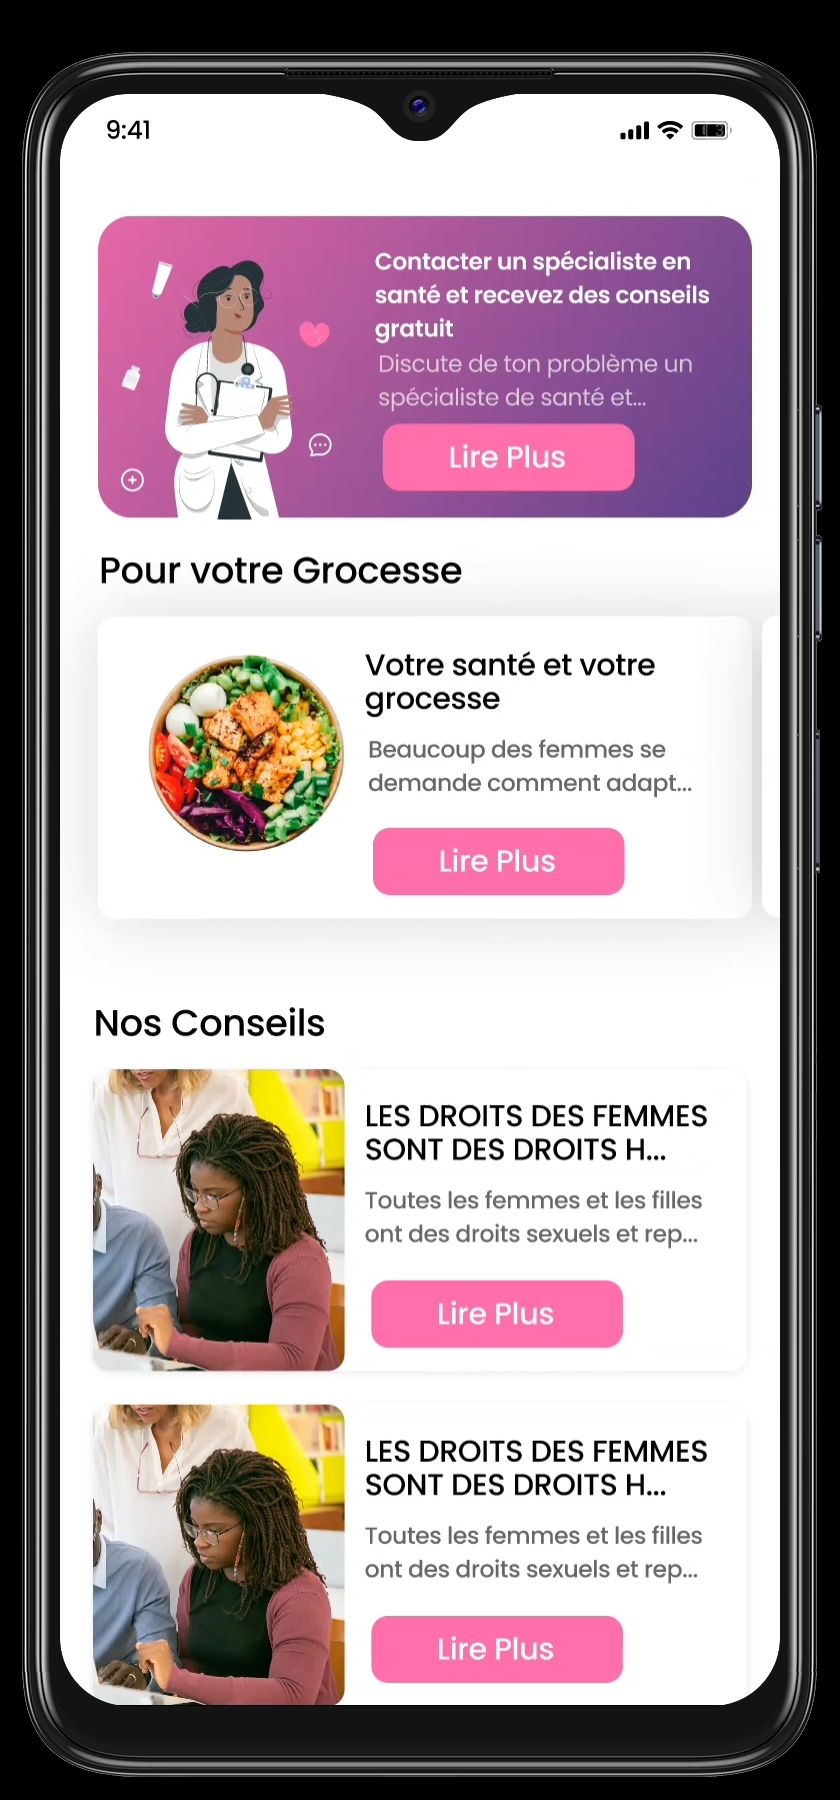 9:41
Contacter un spécialiste en
santé et recevez des conseils
gratuit
Discute de ton problème un
spécialiste de santé et...
Lire Plus
Pour votre Grocesse
Votre santé et votre
grocesse
Beaucoup des femmes se
demande comment adapt...
Lire Plus
Nos Conseils
LES DROITS DES FEMMES
SONT DES DROITS H...
Toutes les femmes et les filles
ont des droits sexuels et rep...
Lire Plus
LES DROITS DES FEMMES
SONT DES DROITS H...
Toutes les femmes et les filles
ont des droits sexuels et rep...
Lire Plus